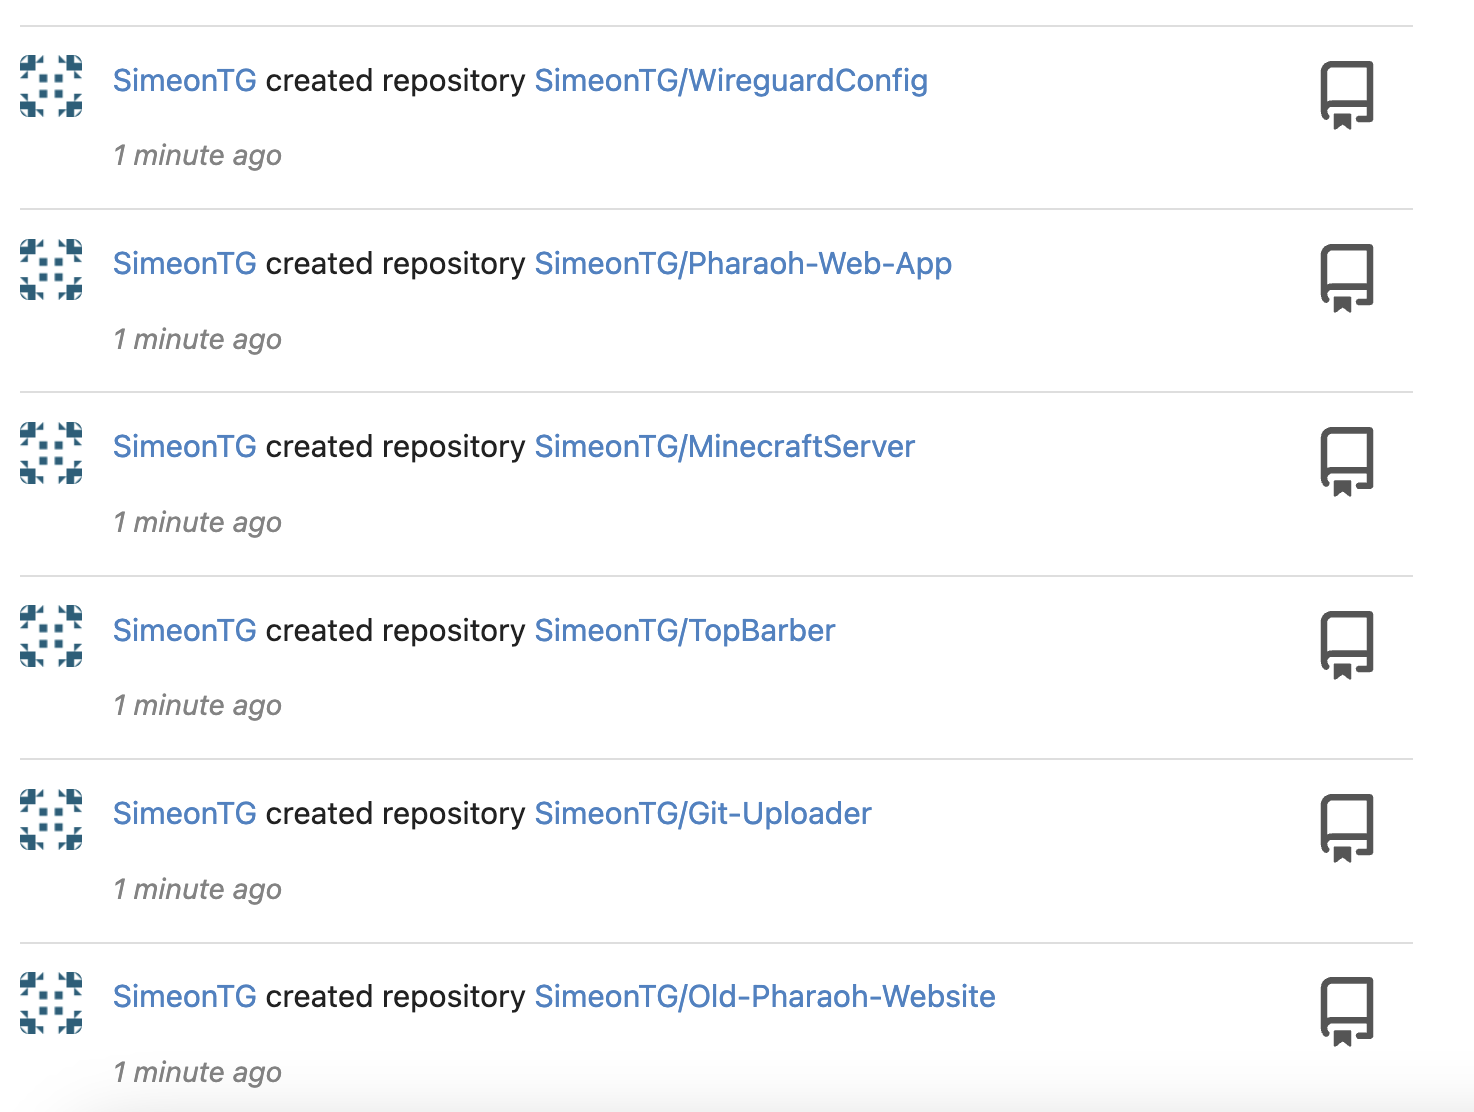 SimeonTG created repository SimeonTG/WireguardConfig
1 minute ago
SimeonTG created repository SimeonTG/Pharaoh-Web-App
1 minute ago
SimeonTG created repository SimeonTG/MinecraftServer
1 minute ago
SimeonTG created repository SimeonTG/TopBarber
1 minute ago
SimeonTG created repository SimeonTG/Git-Uploader
1 minute ago
SimeonTG created repository SimeonTG/Old-Pharaoh-Website
1 minute ago